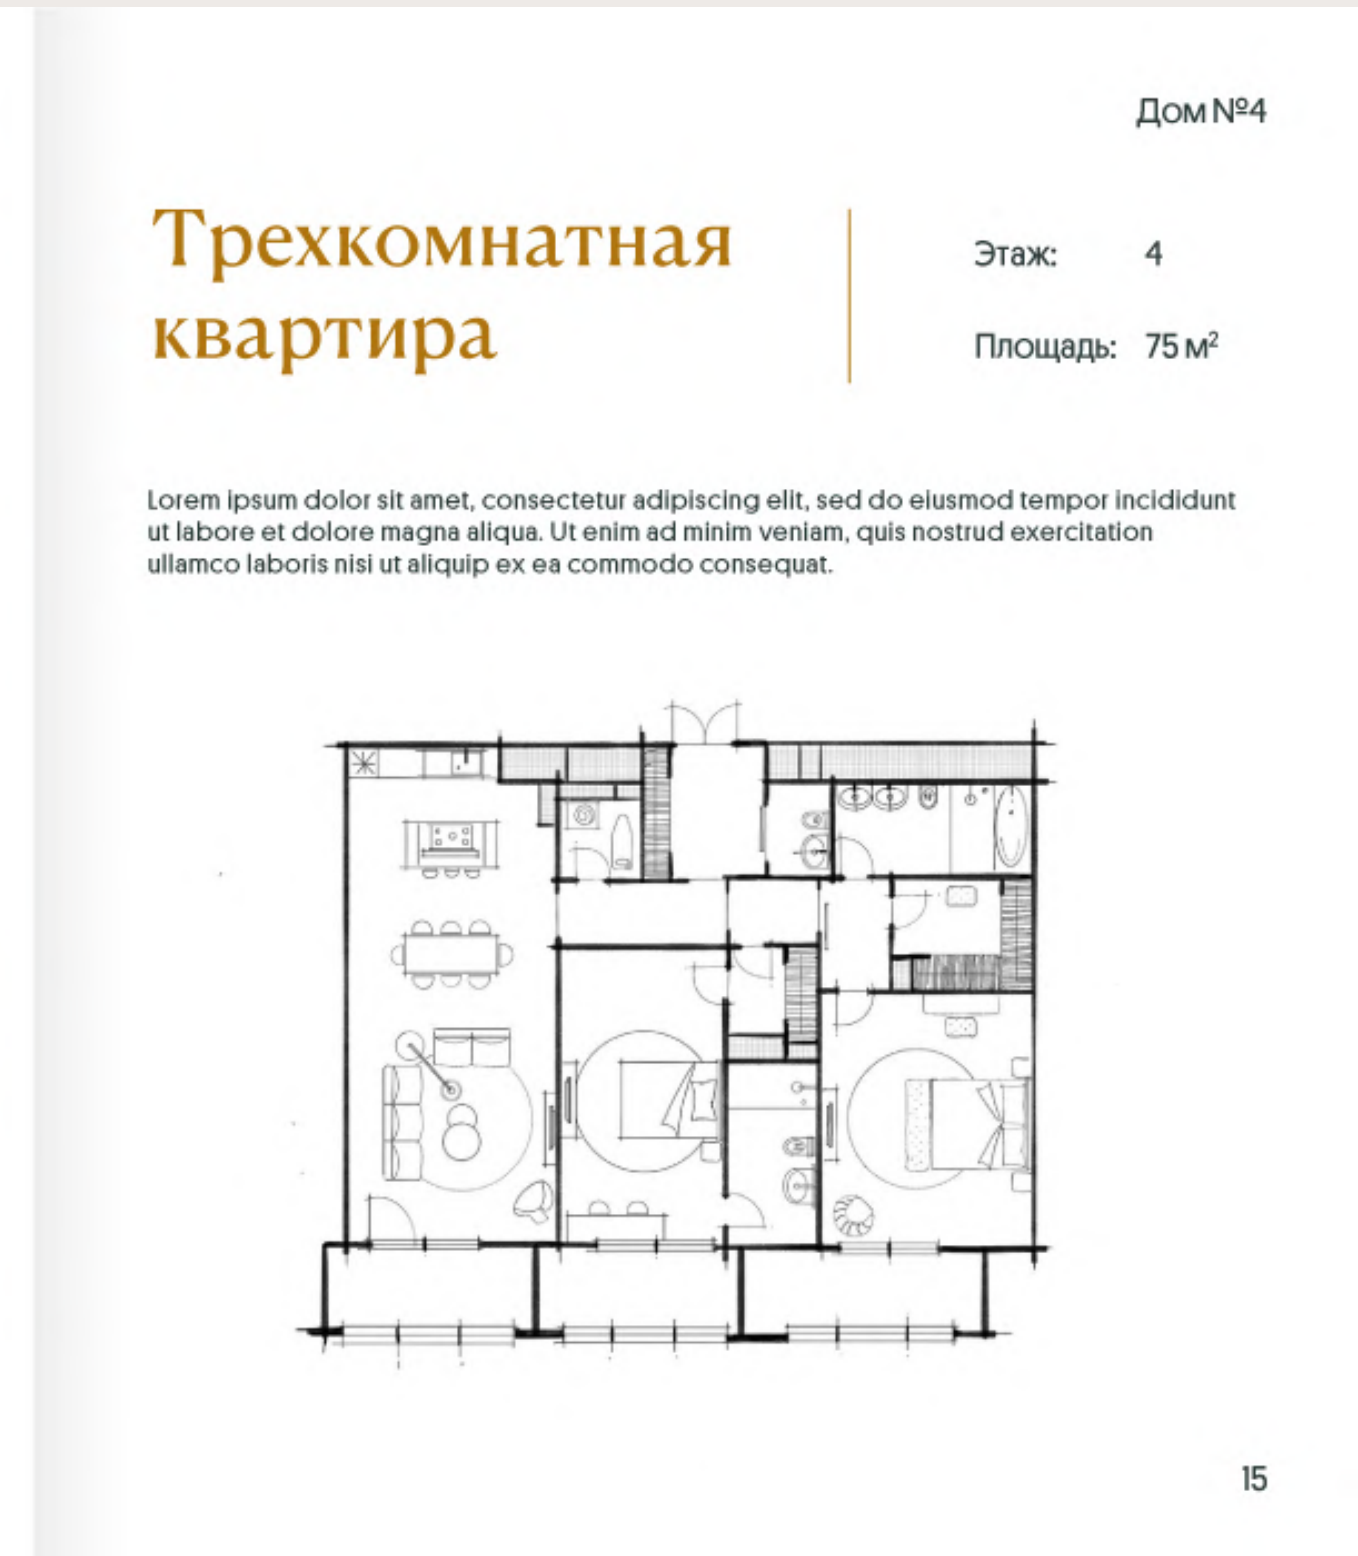 Дом №4
Трехкомнатная
квартира
Этаж: 4
Площадь: 75 м²
Lorem ipsum dolor sit amet, consectetur adipiscing elit, sed do eiusmod tempor incididunt
ut labore et dolore magna aliqua. Ut enim ad minim veniam, quis nostrud exercitation
ullamco laboris nisi ut aliquip ex ea commodo consequat.
15